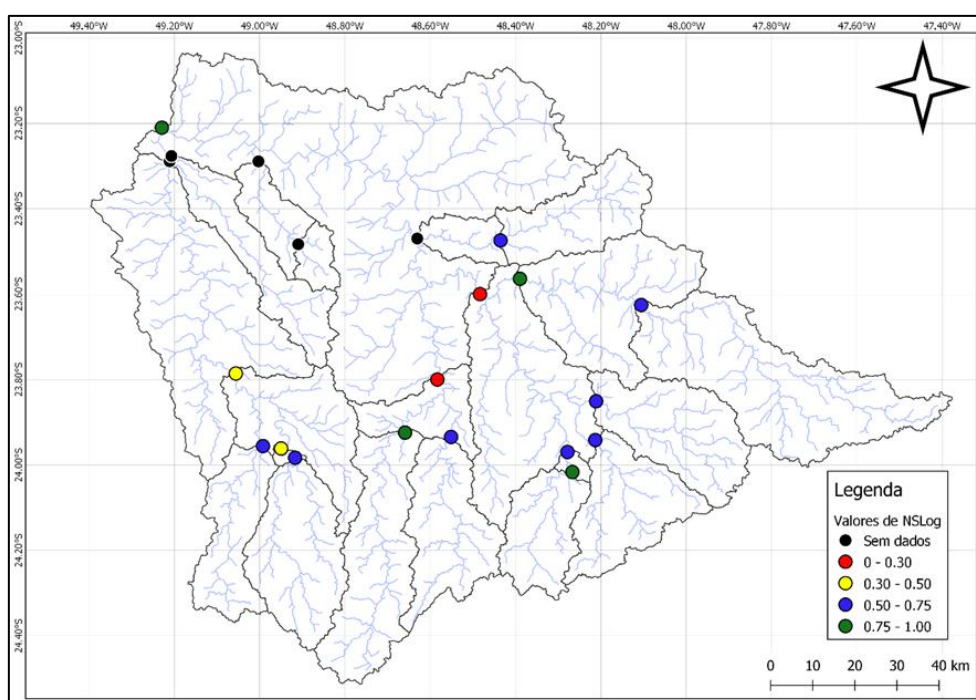 49.40°S 49.20°S 49.00°S 48.80°S 48.60°S 48.40°S 48.20°S 48.00°S 47.80°S 47.60°S 47.40°S
23.00°S
23.20°S
23.40°S
23.60°S
23.80°S
24.00°S
24.20°S
24.40°S
Legenda
Valores de NSLog
Sem dados
0 - 0.30
0.30 - 0.50
0.50 - 0.75
0.75 - 1.00
0 10 20 30 40 km